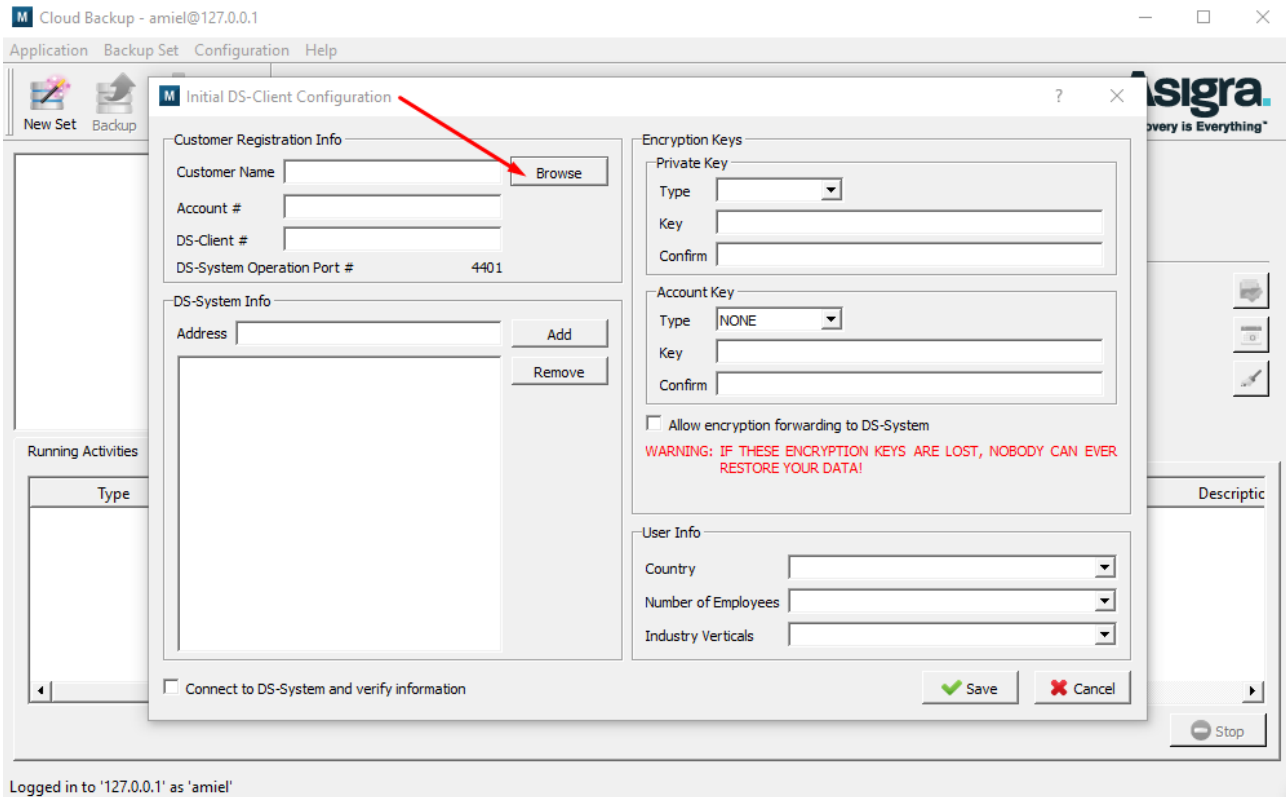 M Cloud Backup - amiel@127.0.0.1
Application Backup Set Configuration Help
New Set Backup
Asigra.
overy is Everything™
M Initial DS-Client Configuration ?
Customer Registration Info
Customer Name Browse
Account #
DS-Client #
DS-System Operation Port # 4401
DS-System Info
Address Add
Remove
Connect to DS-System and verify information
Encryption Keys
Private Key
Type
Key
Confirm
Account Key
Type NONE
Key
Confirm
Allow encryption forwarding to DS-System
WARNING: IF THESE ENCRYPTION KEYS ARE LOST, NOBODY CAN EVER
RESTORE YOUR DATA!
User Info
Country
Number of Employees
Industry Verticals
Save Cancel
Running Activities
Type Descriptic
Stop
Logged in to '127.0.0.1' as 'amiel'